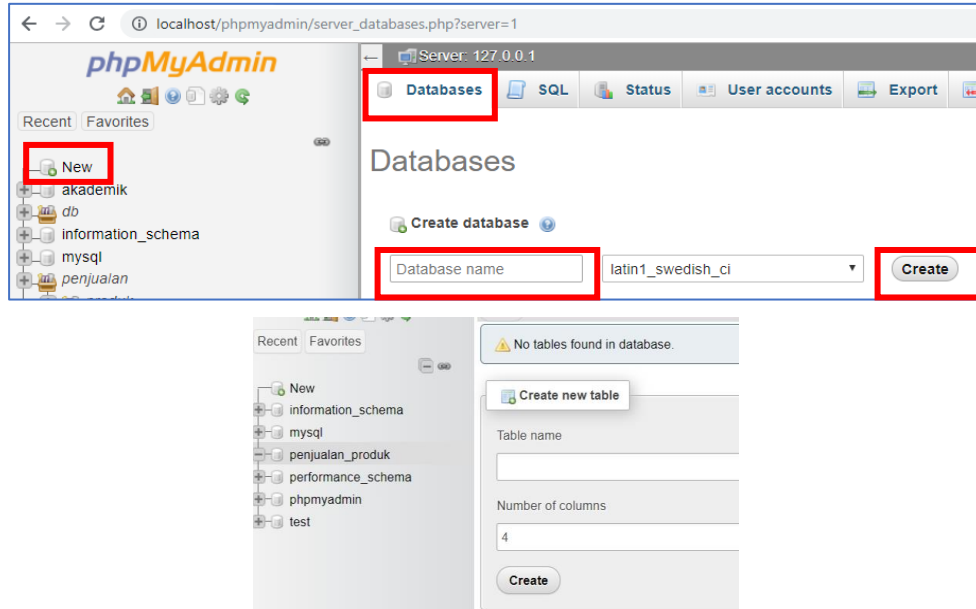 localhost/phpmyadmin/server_databases.php?server=1
phpMyAdmin
Recent Favorites
New
akademik
db
information_schema
mysql
penjualan
Server: 127.0.0.1
Databases SQL Status User accounts Export
Databases
Create database
Database name latin1_swedish_ci Create
Recent Favorites
New
information_schema
mysql
penjualan_produk
performance_schema
phpmyadmin
test
No tables found in database.
Create new table
Table name
Number of columns
4
Create